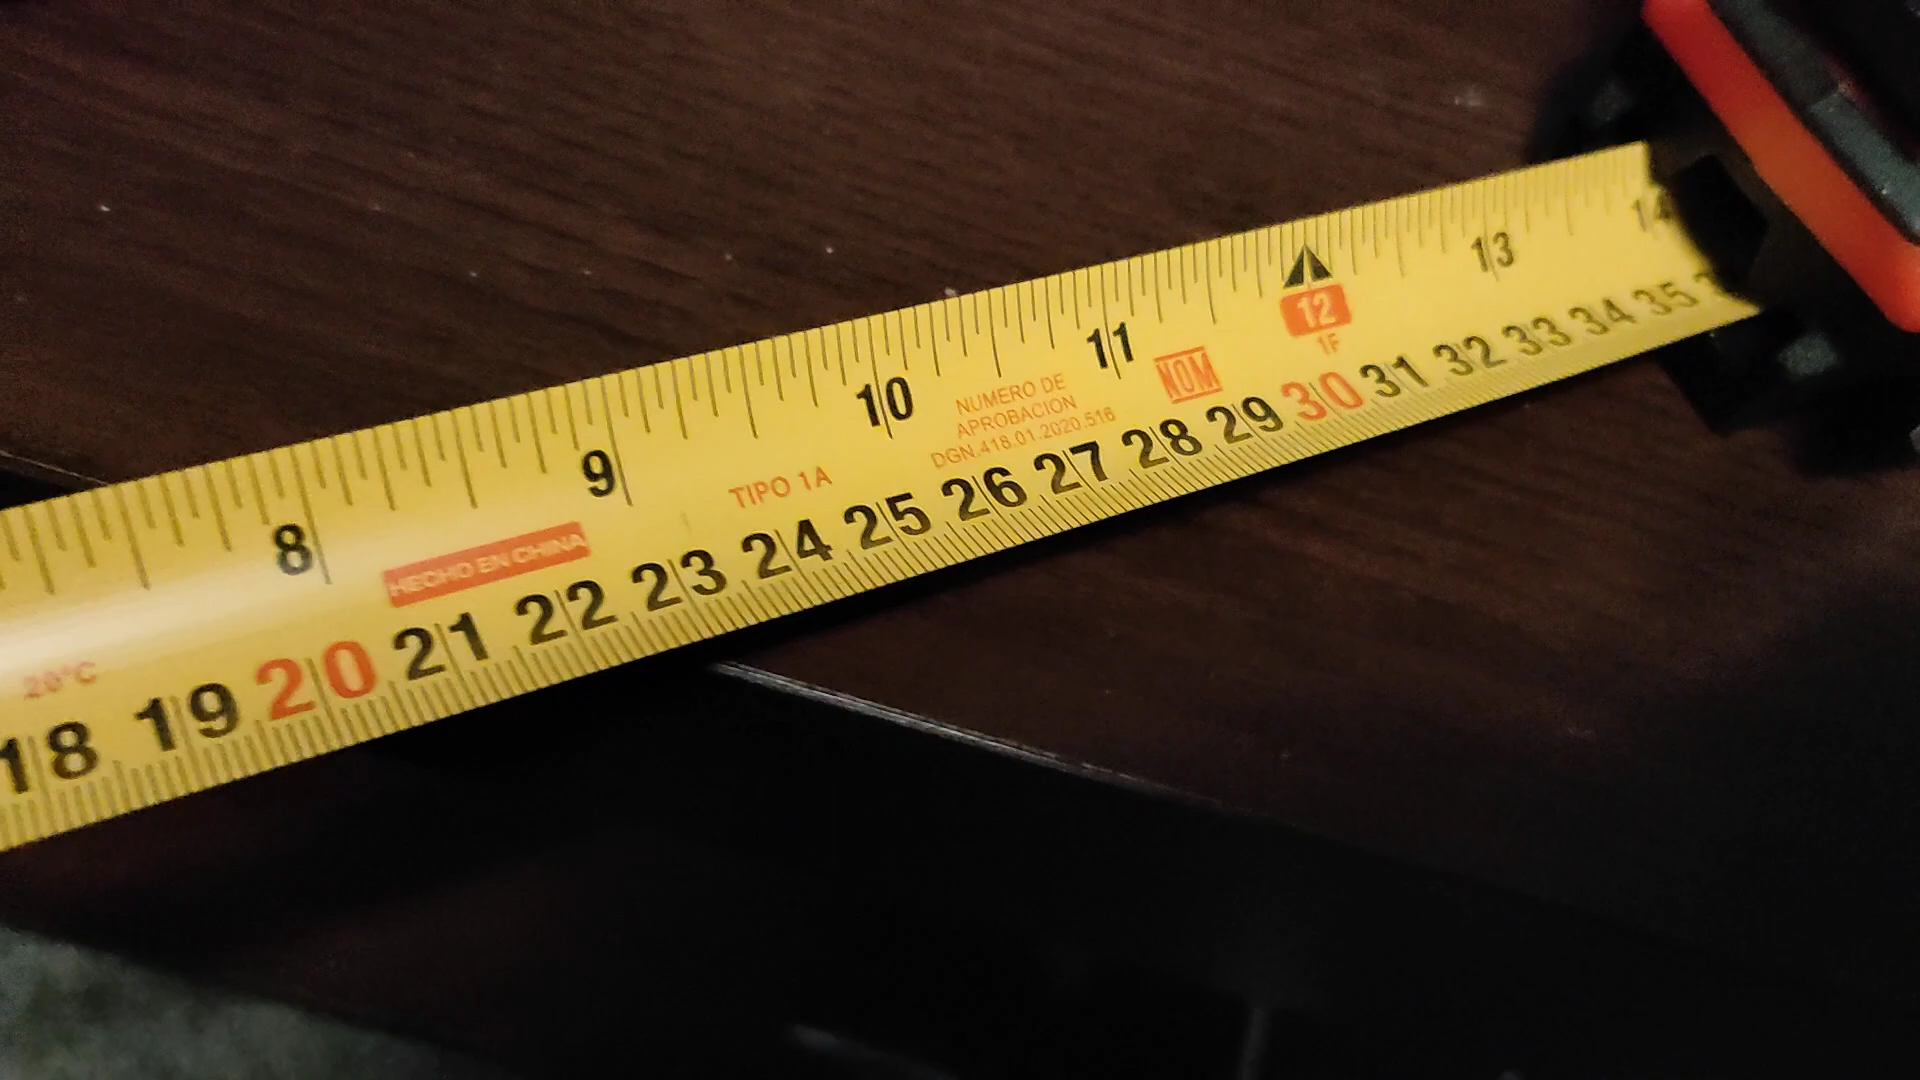 8 9 10 11 12 13 14
1F
HECHO EN CHINA
TIPO 1A
NUMERO DE
APROBACION
DGN.418.01.2020.516
NOM
20°C
18 19 20 21 22 23 24 25 26 27 28 29 30 31 32 33 34 35